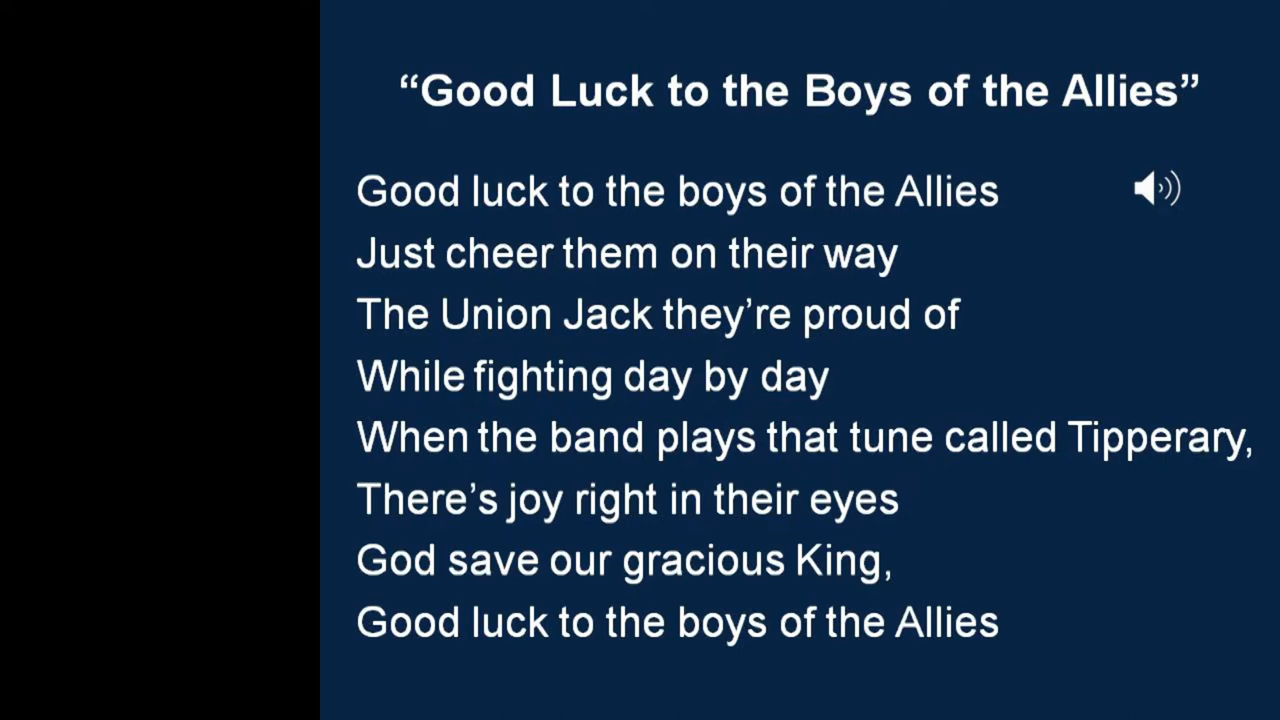 “Good Luck to the Boys of the Allies”
Good luck to the boys of the Allies
Just cheer them on their way
The Union Jack they’re proud of
While fighting day by day
When the band plays that tune called Tipperary,
There’s joy right in their eyes
God save our gracious King,
Good luck to the boys of the Allies